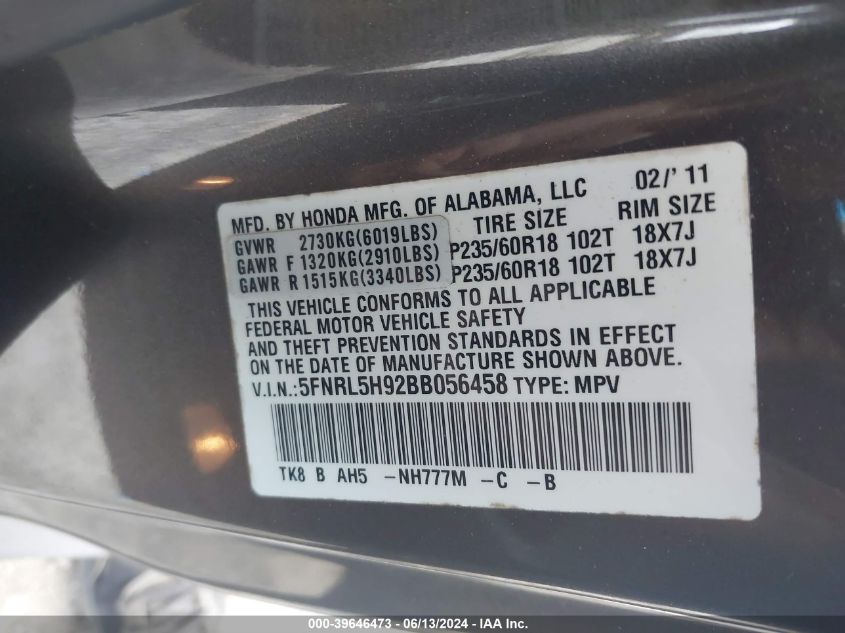 MFD. BY HONDA MFG. OF ALABAMA, LLC 02/' 11
TIRE SIZE RIM SIZE
GVWR 2730KG(6019LBS)
GAWR F 1320KG(2910LBS) P235/60R18 102T 18X7J
GAWR R 1515KG(3340LBS) P235/60R18 102T 18X7J
THIS VEHICLE CONFORMS TO ALL APPLICABLE
FEDERAL MOTOR VEHICLE SAFETY
AND THEFT PREVENTION STANDARDS IN EFFECT
ON THE DATE OF MANUFACTURE SHOWN ABOVE.
V.I.N.:5FNRL5H92BB056458 TYPE: MPV
TK8 B AH5 -NH777M -C -B
000-39646473 - 06/13/2024 - IAA Inc.